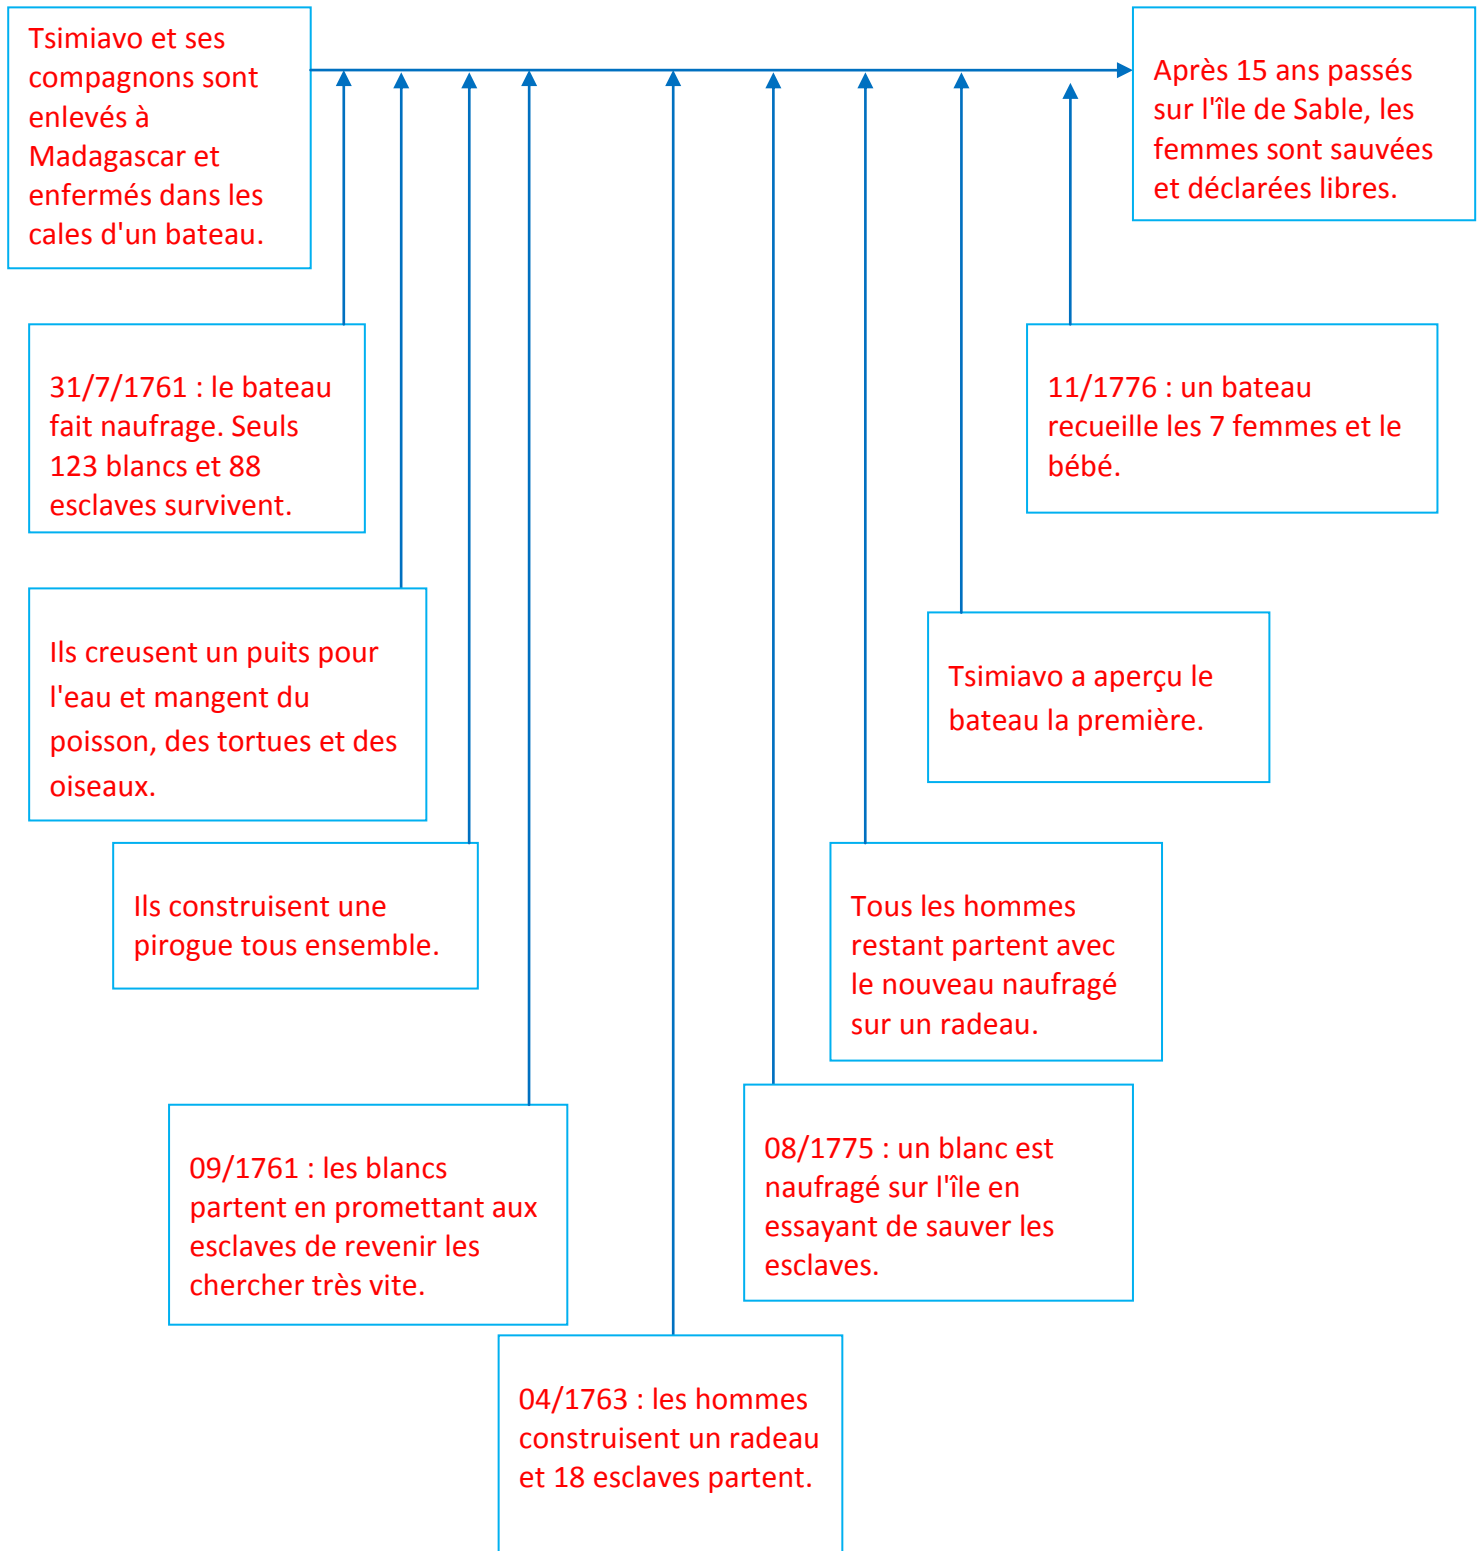 Tsimiavo et ses
compagnons sont
enlevés à
Madagascar et
enfermés dans les
cales d'un bateau.
Après 15 ans passés
sur l'île de Sable, les
femmes sont sauvées
et déclarées libres.
31/7/1761 : le bateau
fait naufrage. Seuls
123 blancs et 88
esclaves survivent.
11/1776 : un bateau
recueille les 7 femmes et le
bébé.
Ils creusent un puits pour
l'eau et mangent du
poisson, des tortues et des
oiseaux.
Tsimiavo a aperçu le
bateau la première.
Ils construisent une
pirogue tous ensemble.
Tous les hommes
restant partent avec
le nouveau naufragé
sur un radeau.
09/1761 : les blancs
partent en promettant aux
esclaves de revenir les
chercher très vite.
08/1775 : un blanc est
naufragé sur l'île en
essayant de sauver les
esclaves.
04/1763 : les hommes
construisent un radeau
et 18 esclaves partent.